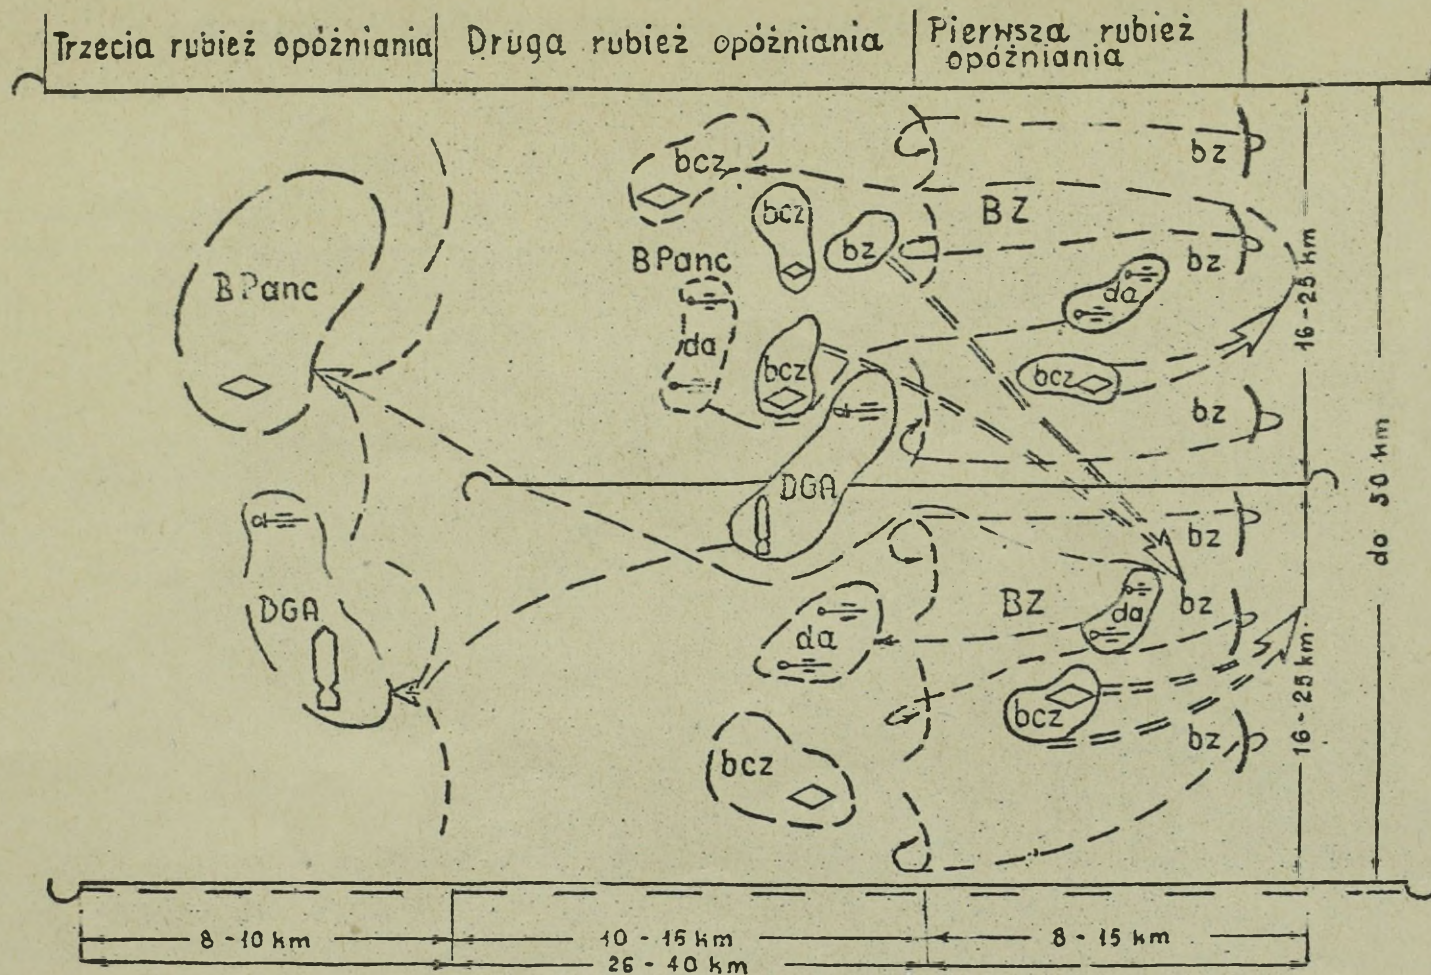 Trzecia rubież opóźniania
Druga rubież opóźniania
Pierwsza rubież
opóźniania
bcz
bz
bcz
bz
BZ
bz
BPanc
BPanc
da
da
bcz
bcz
bz
16-25 km
do 50 km
DGA
bz
DGA
da
BZ
da
bz
bcz
bcz
bz
16-25 km.
8-10 km
10-15 km
8-15 km
26-40 km